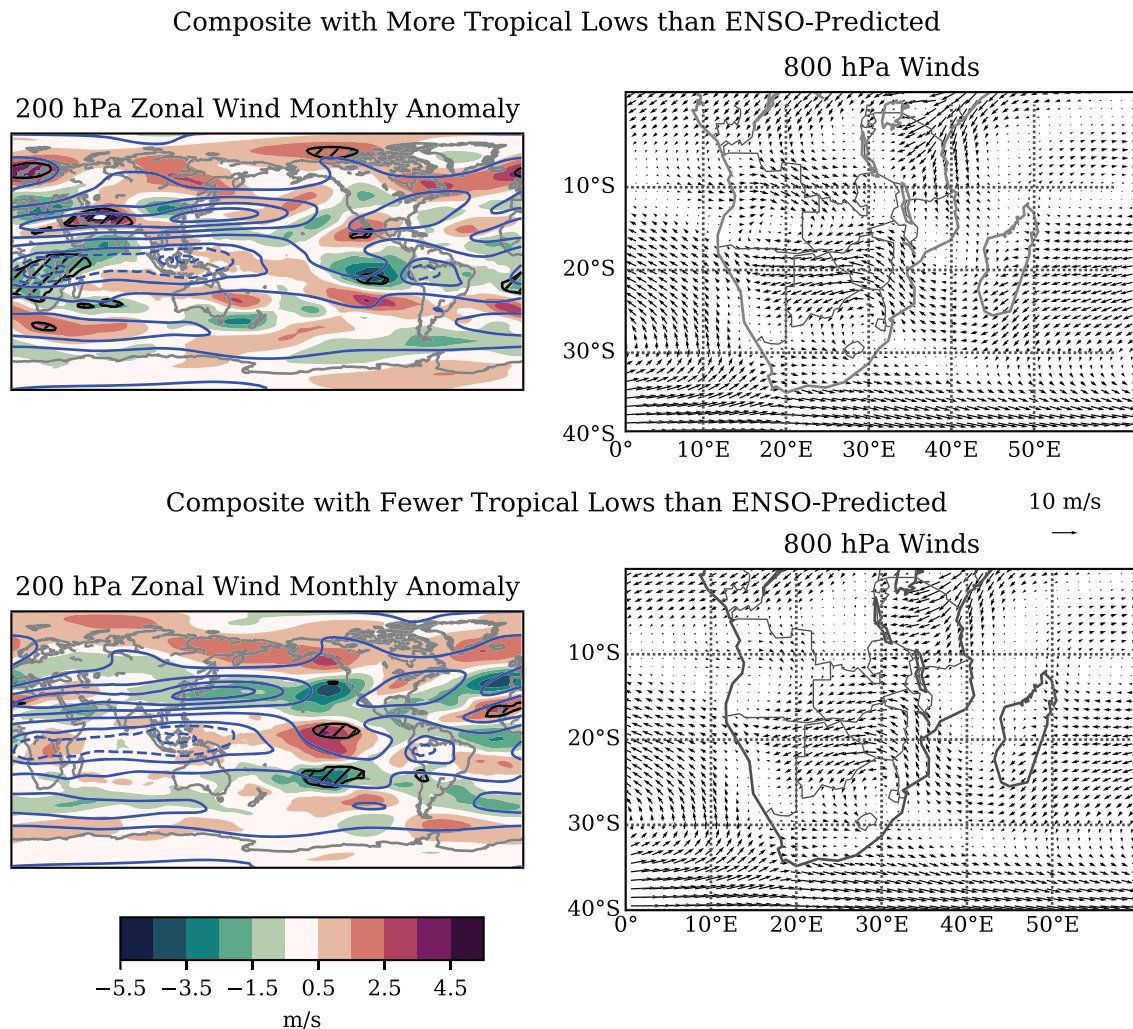 Composite with More Tropical Lows than ENSO-Predicted
800 hPa Winds
200 hPa Zonal Wind Monthly Anomaly
10°S
20°S
30°S
40°S
0° 10°E 20°E 30°E 40°E 50°E
Composite with Fewer Tropical Lows than ENSO-Predicted
10 m/s
800 hPa Winds
200 hPa Zonal Wind Monthly Anomaly
10°S
20°S
30°S
40°S
0° 10°E 20°E 30°E 40°E 50°E
−5.5 −3.5 −1.5 0.5 2.5 4.5
m/s